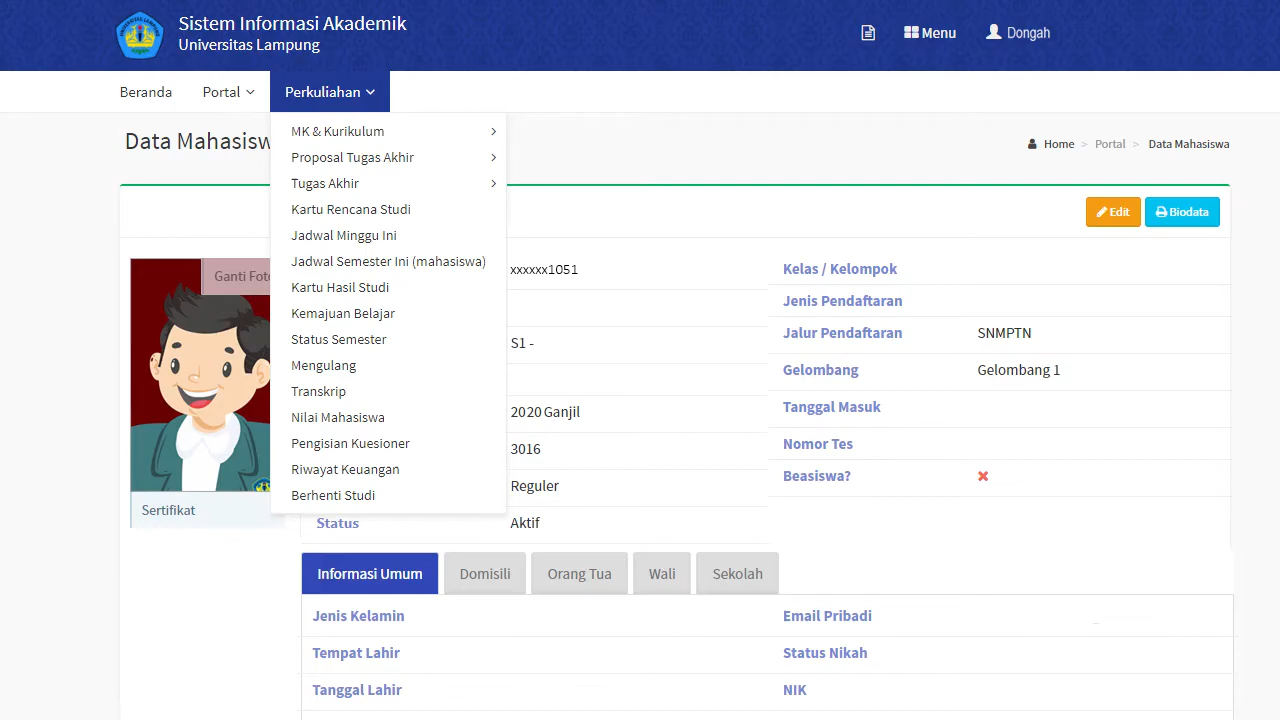 Sistem Informasi Akademik
Universitas Lampung
Menu
Dongah
Beranda
Portal
Perkuliahan
MK & Kurikulum
Proposal Tugas Akhir
Tugas Akhir
Kartu Rencana Studi
Jadwal Minggu Ini
Jadwal Semester Ini (mahasiswa)
Kartu Hasil Studi
Kemajuan Belajar
Status Semester
Mengulang
Transkrip
Nilai Mahasiswa
Pengisian Kuesioner
Riwayat Keuangan
Berhenti Studi
Data Mahasisw
Home > Portal > Data Mahasiswa
Edit
Biodata
Ganti Fot
Sertifikat
xxxxxx1051
S1 -
2020 Ganjil
3016
Reguler
Status Aktif
Kelas / Kelompok
Jenis Pendaftaran
Jalur Pendaftaran SNMPTN
Gelombang Gelombang 1
Tanggal Masuk
Nomor Tes
Beasiswa?
Informasi Umum
Domisili
Orang Tua
Wali
Sekolah
Jenis Kelamin
Email Pribadi
Tempat Lahir
Status Nikah
Tanggal Lahir
NIK